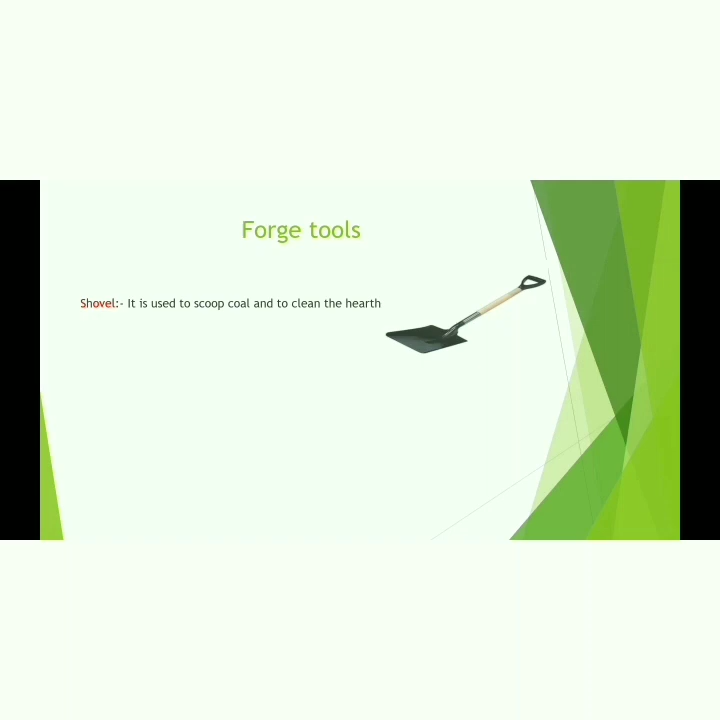 Forge tools
Shovel:- It is used to scoop coal and to clean the hearth